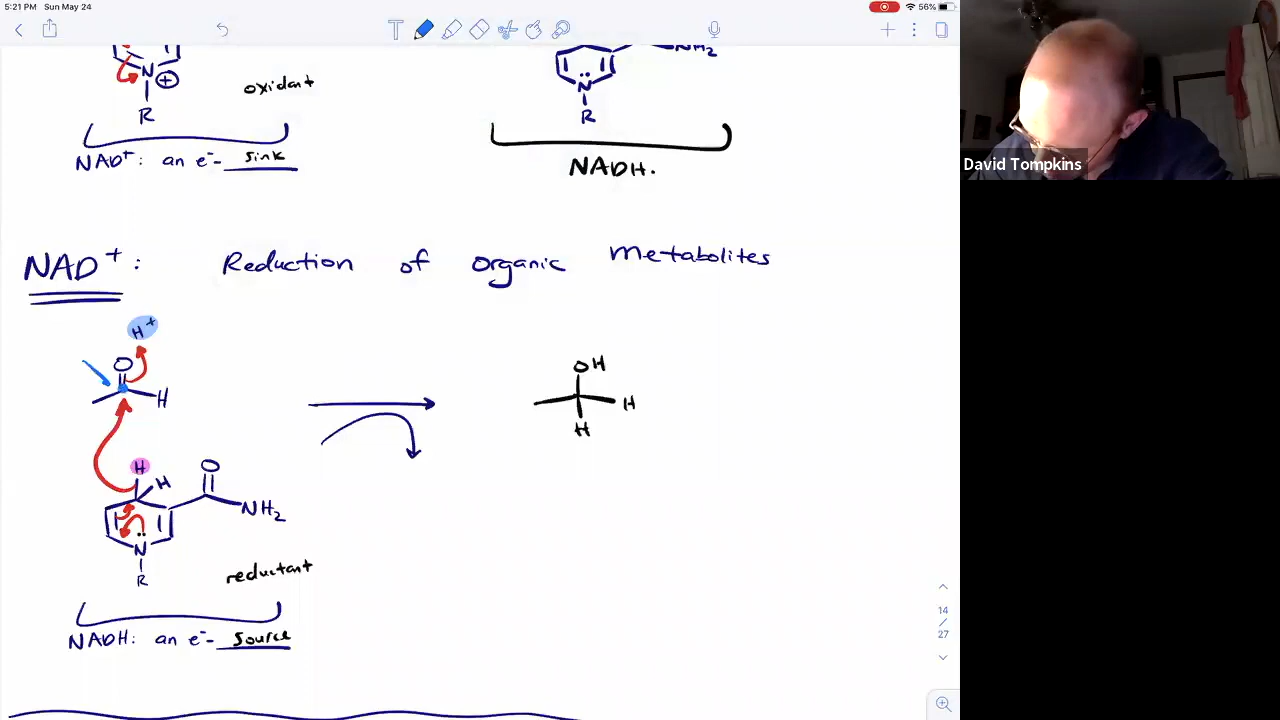 5:21 PM Sun May 24
56%
T
N
⊕
R
oxidant
NAD⁺: an e⁻ sink
NH₂
N
R
NADH.
David Tompkins
NAD⁺: Reduction of organic Metabolites
H⁺
O
H
OH
H
H
H
H
O
NH₂
N
R
reductant
NADH: an e⁻ source
14
/
27